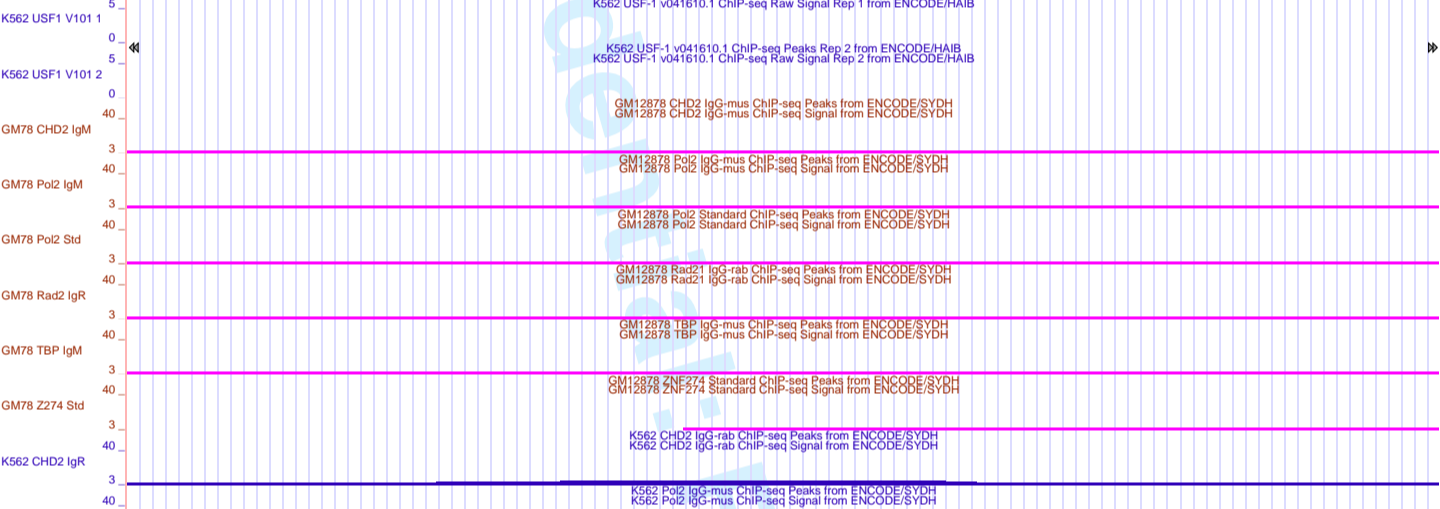 5
K562 USF-1 v041610.1 ChIP-seq Raw Signal Rep 1 from ENCODE/HAIB
K562 USF1 V101 1
0
K562 USF-1 v041610.1 ChIP-seq Peaks Rep 2 from ENCODE/HAIB
5
K562 USF-1 v041610.1 ChIP-seq Raw Signal Rep 2 from ENCODE/HAIB
K562 USF1 V101 2
0
GM12878 CHD2 IgG-mus ChIP-seq Peaks from ENCODE/SYDH
40
GM12878 CHD2 IgG-mus ChIP-seq Signal from ENCODE/SYDH
GM78 CHD2 IgM
3
GM12878 Pol2 IgG-mus ChIP-seq Peaks from ENCODE/SYDH
40
GM12878 Pol2 IgG-mus ChIP-seq Signal from ENCODE/SYDH
GM78 Pol2 IgM
3
GM12878 Pol2 Standard ChIP-seq Peaks from ENCODE/SYDH
40
GM12878 Pol2 Standard ChIP-seq Signal from ENCODE/SYDH
GM78 Pol2 Std
3
GM12878 Rad21 IgG-rab ChIP-seq Peaks from ENCODE/SYDH
40
GM12878 Rad21 IgG-rab ChIP-seq Signal from ENCODE/SYDH
GM78 Rad2 IgR
3
GM12878 TBP IgG-mus ChIP-seq Peaks from ENCODE/SYDH
40
GM12878 TBP IgG-mus ChIP-seq Signal from ENCODE/SYDH
GM78 TBP IgM
3
GM12878 ZNF274 Standard ChIP-seq Peaks from ENCODE/SYDH
40
GM12878 ZNF274 Standard ChIP-seq Signal from ENCODE/SYDH
GM78 Z274 Std
3
K562 CHD2 IgG-rab ChIP-seq Peaks from ENCODE/SYDH
40
K562 CHD2 IgG-rab ChIP-seq Signal from ENCODE/SYDH
K562 CHD2 IgR
3
K562 Pol2 IgG-mus ChIP-seq Peaks from ENCODE/SYDH
40
K562 Pol2 IgG-mus ChIP-seq Signal from ENCODE/SYDH
dential: